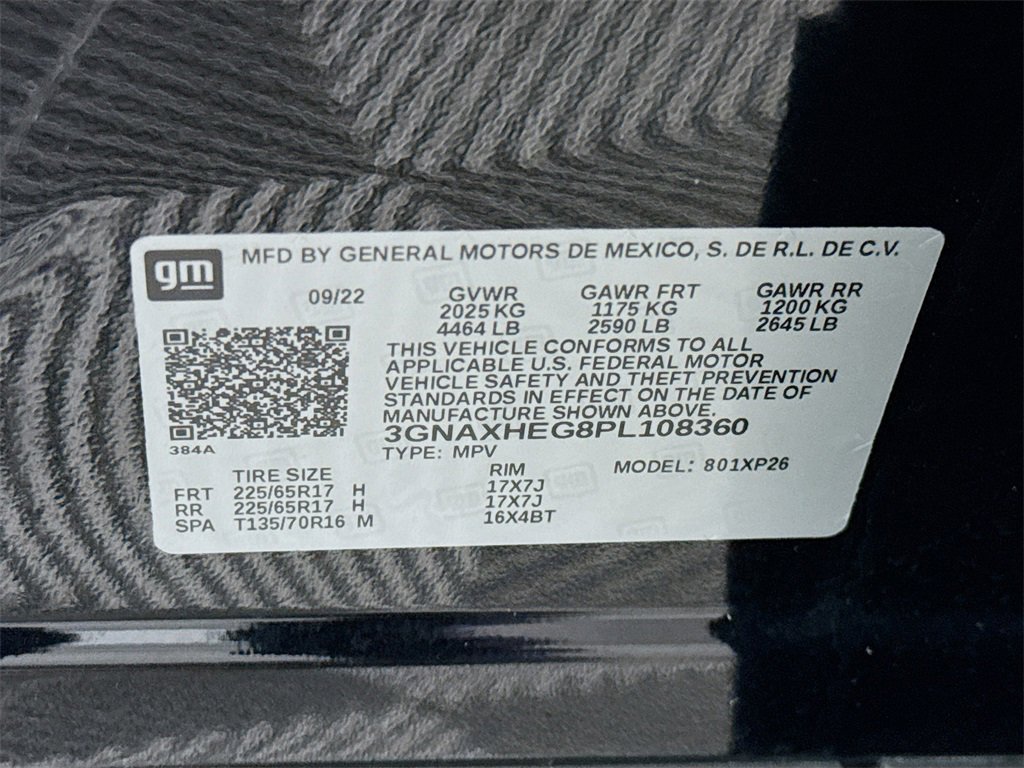 gm MFD BY GENERAL MOTORS DE MEXICO, S. DE R.L. DE C.V.
09/22 GVWR GAWR FRT GAWR RR
2025 KG 1175 KG 1200 KG
4464 LB 2590 LB 2645 LB
THIS VEHICLE CONFORMS TO ALL
APPLICABLE U.S. FEDERAL MOTOR
VEHICLE SAFETY AND THEFT PREVENTION
STANDARDS IN EFFECT ON THE DATE OF
MANUFACTURE SHOWN ABOVE.
3GNAXHEG8PL108360
384A TYPE: MPV
TIRE SIZE RIM MODEL: 801XP26
FRT 225/65R17 H 17X7J
RR 225/65R17 H 17X7J
SPA T135/70R16 M 16X4BT